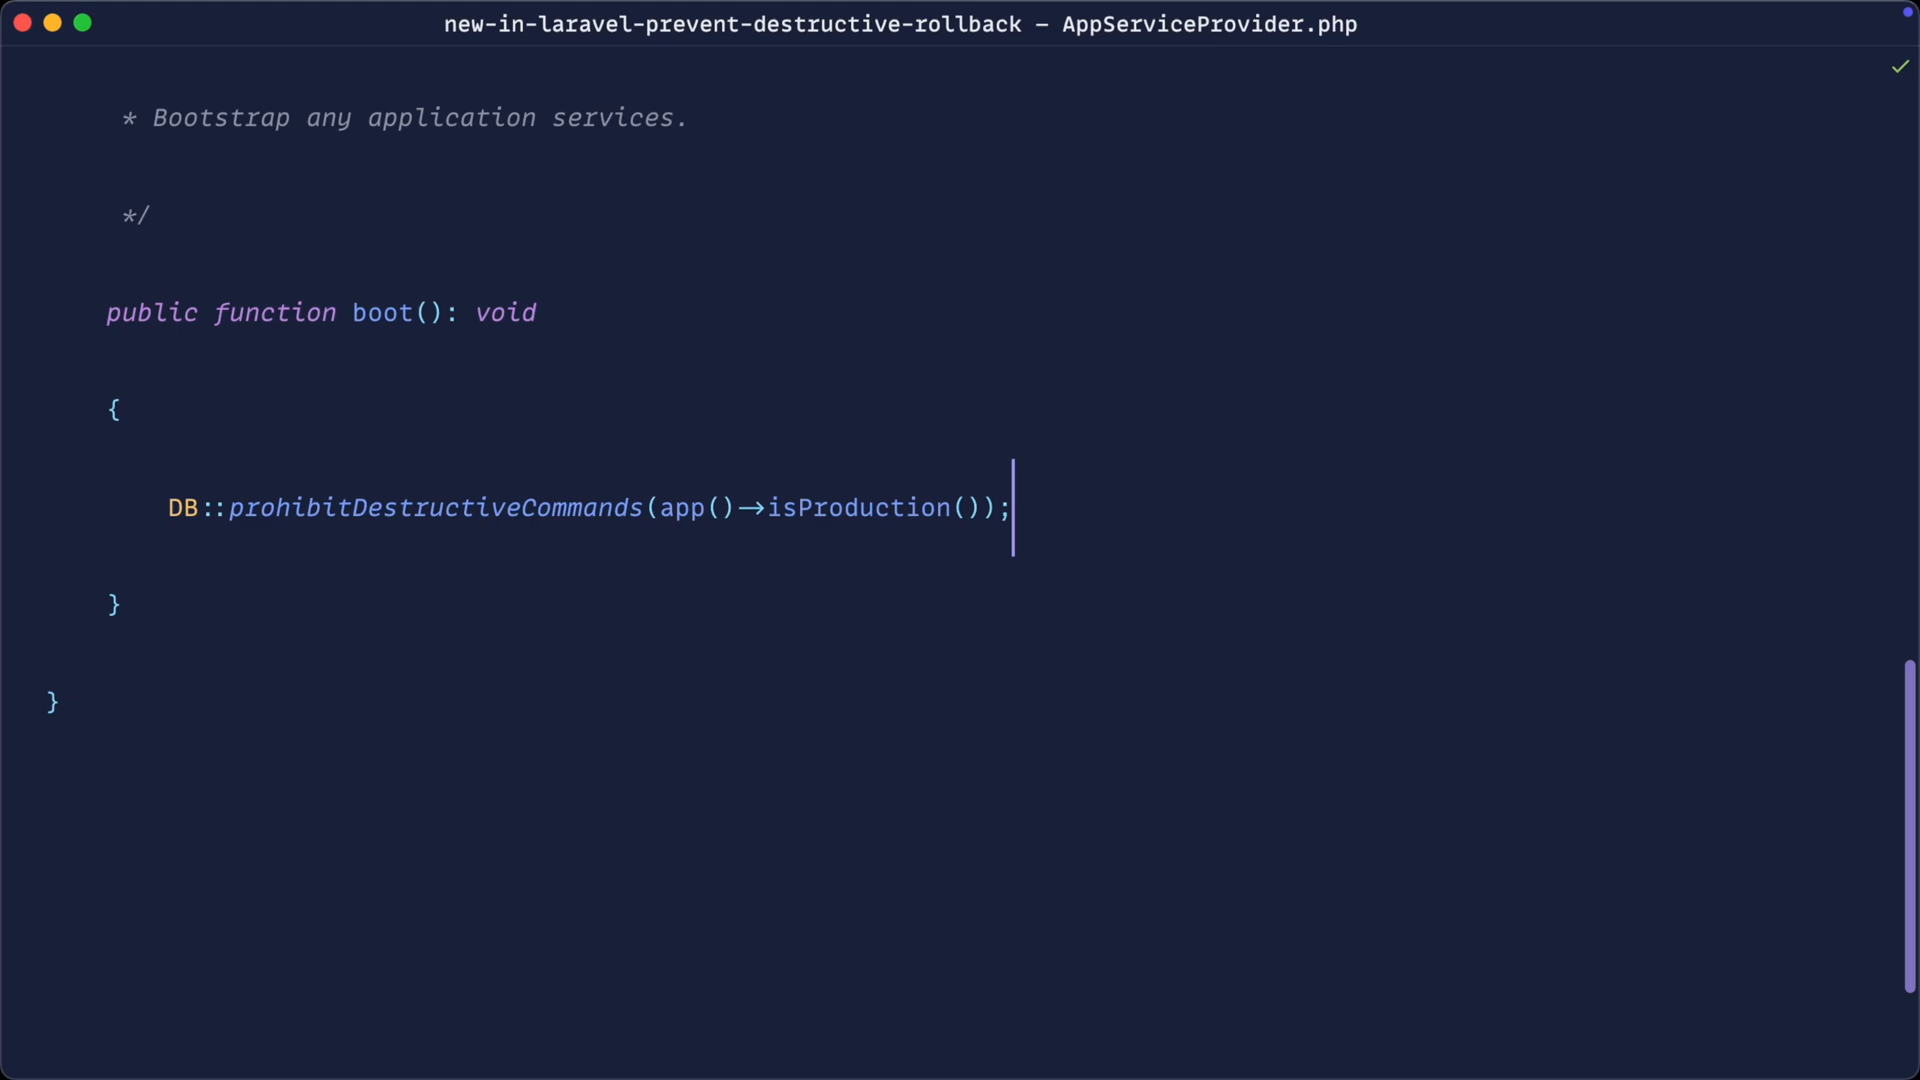 new-in-laravel-prevent-destructive-rollback – AppServiceProvider.php
* Bootstrap any application services.
*/
public function boot(): void
{
DB::prohibitDestructiveCommands(app()->isProduction());
}
}